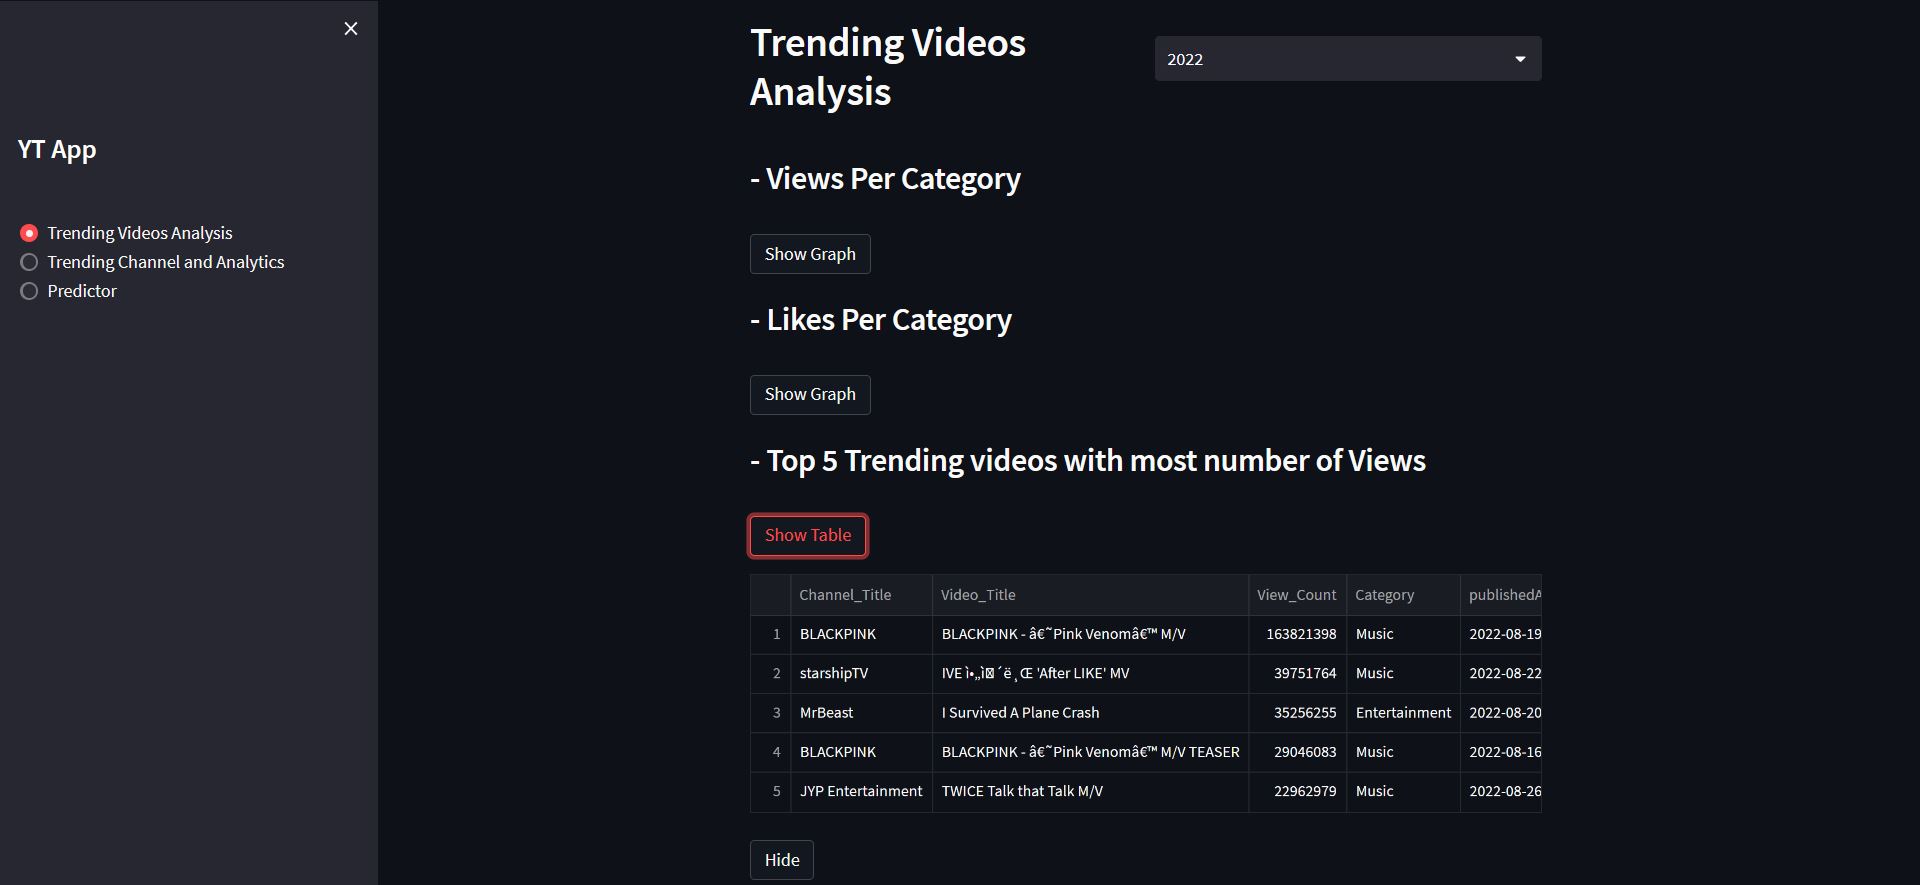 YT App
Trending Videos Analysis
Trending Channel and Analytics
Predictor
Trending Videos
Analysis
2022
- Views Per Category
Show Graph
- Likes Per Category
Show Graph
- Top 5 Trending videos with most number of Views
Show Table
Channel_Title Video_Title View_Count Category publishedA
1 BLACKPINK BLACKPINK - â€˜Pink Venomâ€™ M/V 163821398 Music 2022-08-19
2 starshipTV IVE 'After LIKE' MV 39751764 Music 2022-08-22
3 MrBeast I Survived A Plane Crash 35256255 Entertainment 2022-08-20
4 BLACKPINK BLACKPINK - â€˜Pink Venomâ€™ M/V TEASER 29046083 Music 2022-08-16
5 JYP Entertainment TWICE Talk that Talk M/V 22962979 Music 2022-08-26
Hide